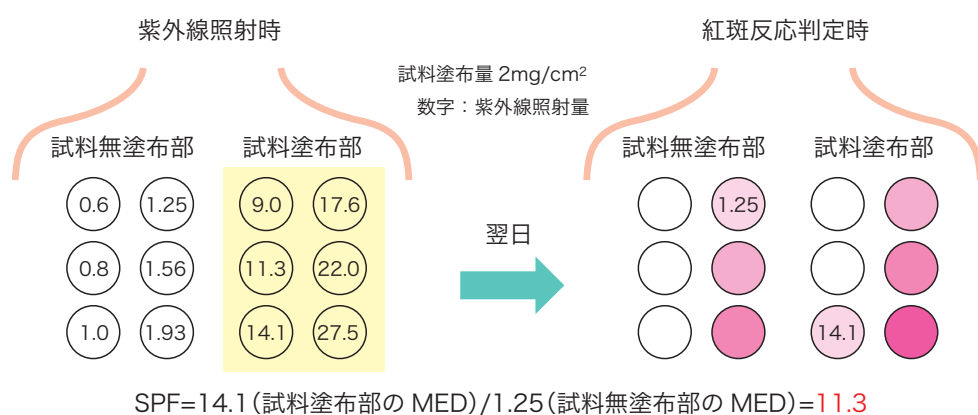 紫外線照射時
紅斑反応判定時
試料塗布量 2mg/cm²
数字：紫外線照射量
試料無塗布部 試料塗布部
試料無塗布部 試料塗布部
0.6 1.25 9.0 17.6
1.25
翌日
0.8 1.56 11.3 22.0
1.0 1.93 14.1 27.5
14.1
SPF=14.1(試料塗布部の MED)/1.25(試料無塗布部の MED)=11.3